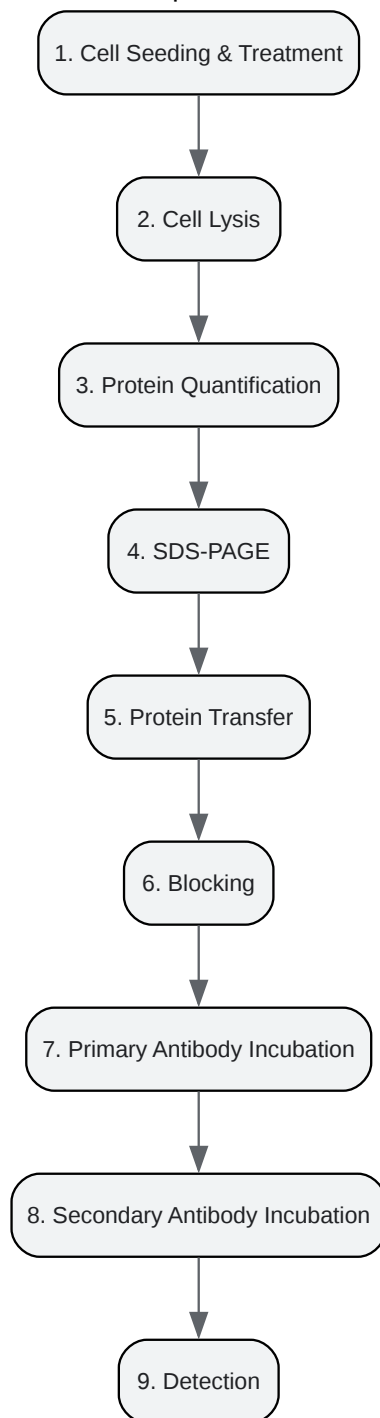 1. Cell Seeding & Treatment
2. Cell Lysis
3. Protein Quantification
4. SDS-PAGE
5. Protein Transfer
6. Blocking
7. Primary Antibody Incubation
8. Secondary Antibody Incubation
9. Detection